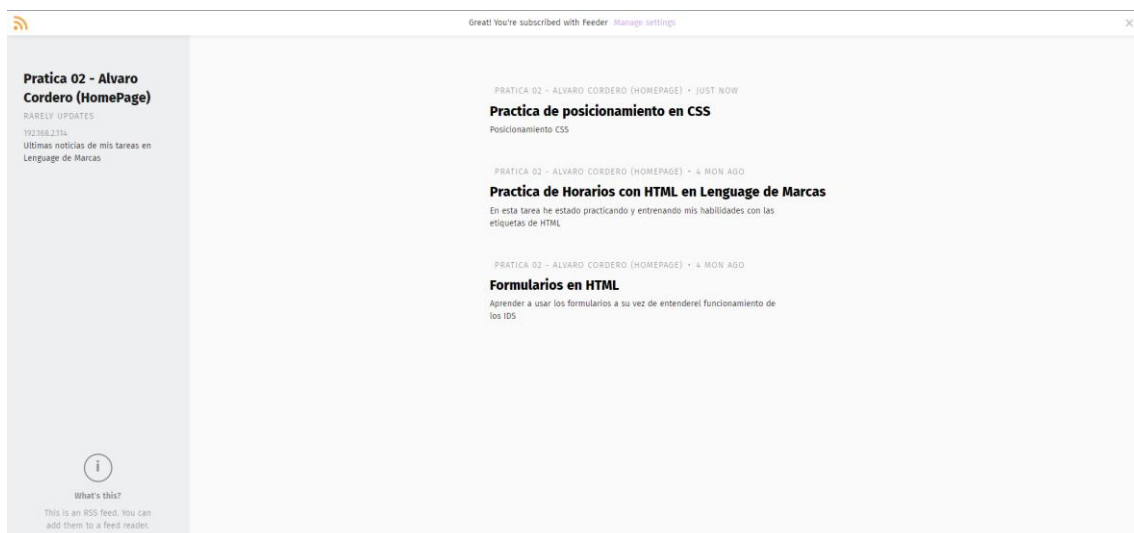 Great! You're subscribed with Feeder Manage settings
Pratica 02 - Alvaro
Cordero (HomePage)
RARELY UPDATES
192.168.2.114
Ultimas noticias de mis tareas en
Lenguage de Marcas
PRATICA 02 - ALVARO CORDERO (HOMEPAGE) • JUST NOW
Practica de posicionamiento en CSS
Posicionamiento CSS
PRATICA 02 - ALVARO CORDERO (HOMEPAGE) • 4 MON AGO
Practica de Horarios con HTML en Lenguage de Marcas
En esta tarea he estado practicando y entrenando mis habilidades con las
etiquetas de HTML
PRATICA 02 - ALVARO CORDERO (HOMEPAGE) • 4 MON AGO
Formularios en HTML
Aprender a usar los formularios a su vez de entenderel funcionamiento de
los IDS
i
What's this?
This is an RSS feed. You can
add them to a feed reader.